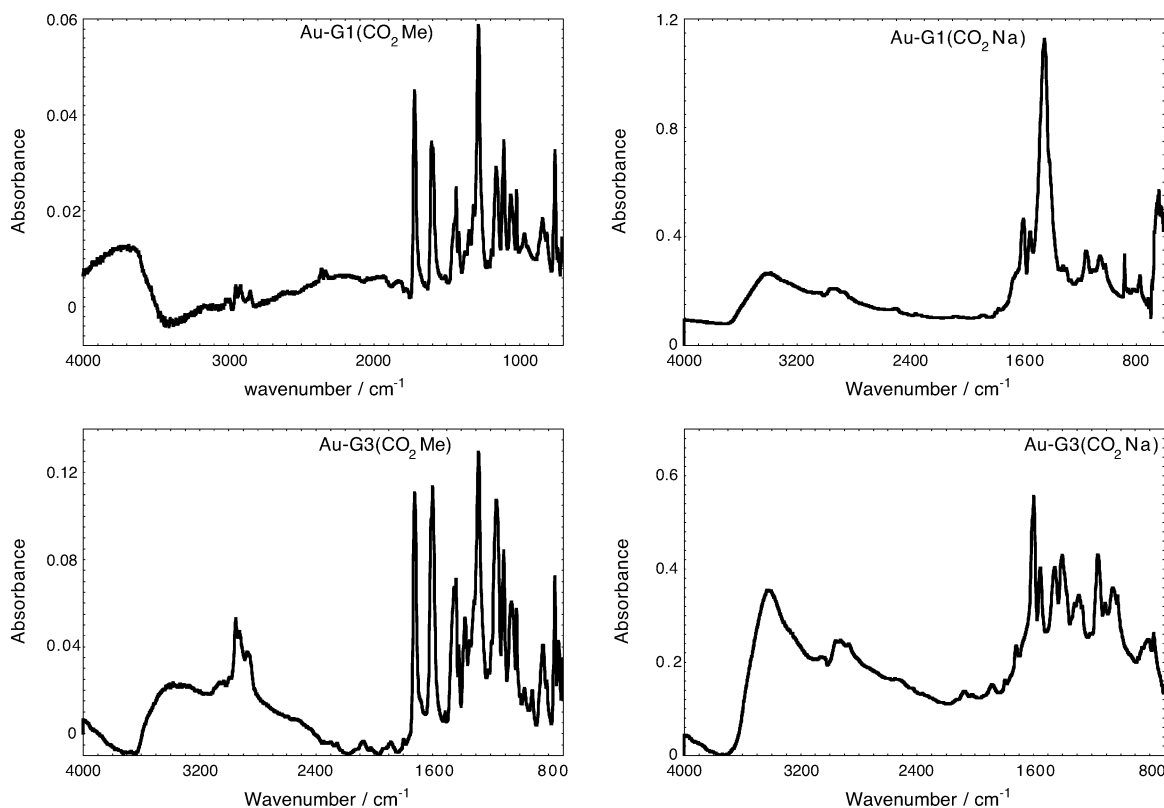 Au-G1(CO2Me)
Absorbance
0.06
0.04
0.02
0
4000 3000 2000 1000
wavenumber / cm-1
Au-G1(CO2Na)
Absorbance
1.2
0.8
0.4
0
4000 3200 2400 1600 800
Wavenumber / cm-1
Au-G3(CO2Me)
Absorbance
0.12
0.08
0.04
0
4000 3200 2400 1600 800
Wavenumber / cm-1
Au-G3(CO2Na)
Absorbance
0.6
0.4
0.2
0
4000 3200 2400 1600 800
Wavenumber / cm-1